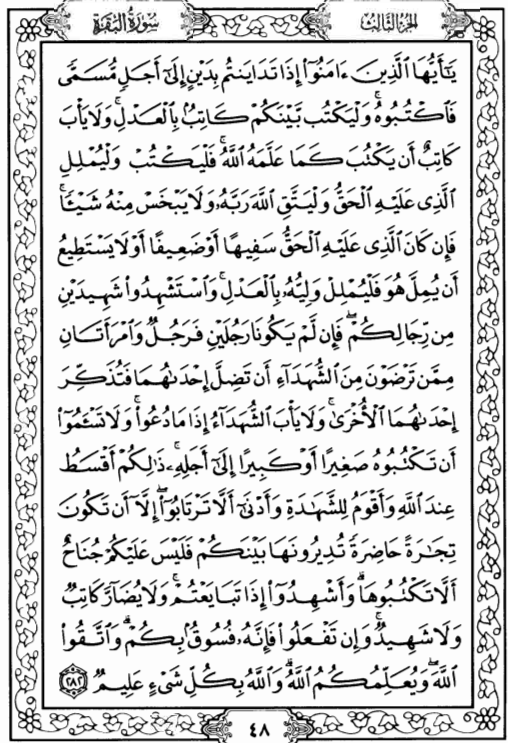 الجزء الثالث
سورة البقرة
يَٰٓأَيُّهَا ٱلَّذِينَ ءَامَنُوٓا۟ إِذَا تَدَايَنتُم بِدَيْنٍ إِلَىٰٓ أَجَلٍ مُّسَمًّى
فَٱكْتُبُوهُ ۚ وَلْيَكْتُب بَّيْنَكُمْ كَاتِبٌۢ بِٱلْعَدْلِ ۚ وَلَا يَأْبَ
كَاتِبٌ أَن يَكْتُبَ كَمَا عَلَّمَهُ ٱللَّهُ ۚ فَلْيَكْتُبْ وَلْيُمْلِلِ
ٱلَّذِى عَلَيْهِ ٱلْحَقُّ وَلْيَتَّقِ ٱللَّهَ رَبَّهُۥ وَلَا يَبْخَسْ مِنْهُ شَيْـًٔا ۚ
فَإِن كَانَ ٱلَّذِى عَلَيْهِ ٱلْحَقُّ سَفِيهًا أَوْ ضَعِيفًا أَوْ لَا يَسْتَطِيعُ
أَن يُمِلَّ هُوَ فَلْيُمْلِلْ وَلِيُّهُۥ بِٱلْعَدْلِ ۚ وَٱسْتَشْهِدُوا۟ شَهِيدَيْنِ
مِن رِّجَالِكُمْ ۖ فَإِن لَّمْ يَكُونَا رَجُلَيْنِ فَرَجُلٌ وَٱمْرَأَتَانِ
مِمَّن تَرْضَوْنَ مِنَ ٱلشُّهَدَآءِ أَن تَضِلَّ إِحْدَىٰهُمَا فَتُذَكِّرَ
إِحْدَىٰهُمَا ٱلْأُخْرَىٰ ۚ وَلَا يَأْبَ ٱلشُّهَدَآءُ إِذَا مَا دُعُوا۟ ۚ وَلَا تَسْـَٔمُوٓا۟
أَن تَكْتُبُوهُ صَغِيرًا أَوْ كَبِيرًا إِلَىٰٓ أَجَلِهِۦ ۚ ذَٰلِكُمْ أَقْسَطُ
عِندَ ٱللَّهِ وَأَقْوَمُ لِلشَّهَٰدَةِ وَأَدْنَىٰٓ أَلَّا تَرْتَابُوٓا۟ ۖ إِلَّآ أَن تَكُونَ
تِجَٰرَةً حَاضِرَةً تُدِيرُونَهَا بَيْنَكُمْ فَلَيْسَ عَلَيْكُمْ جُنَاحٌ
أَلَّا تَكْتُبُوهَا ۗ وَأَشْهِدُوٓا۟ إِذَا تَبَايَعْتُمْ ۚ وَلَا يُضَآرَّ كَاتِبٌ
وَلَا شَهِيدٌ ۚ وَإِن تَفْعَلُوا۟ فَإِنَّهُۥ فُسُوقٌۢ بِكُمْ ۗ وَٱتَّقُوا۟
ٱللَّهَ ۖ وَيُعَلِّمُكُمُ ٱللَّهُ ۗ وَٱللَّهُ بِكُلِّ شَىْءٍ عَلِيمٌ ٢٨٢
٤٨